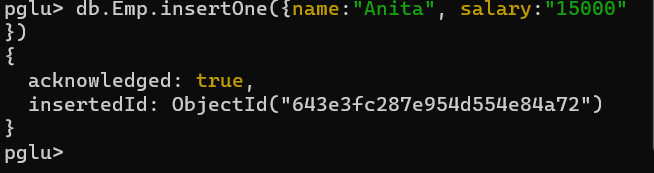 pglu> db.Emp.insertOne({name:"Anita", salary:"15000"
})
{
  acknowledged: true,
  insertedId: ObjectId("643e3fc287e954d554e84a72")
}
pglu>